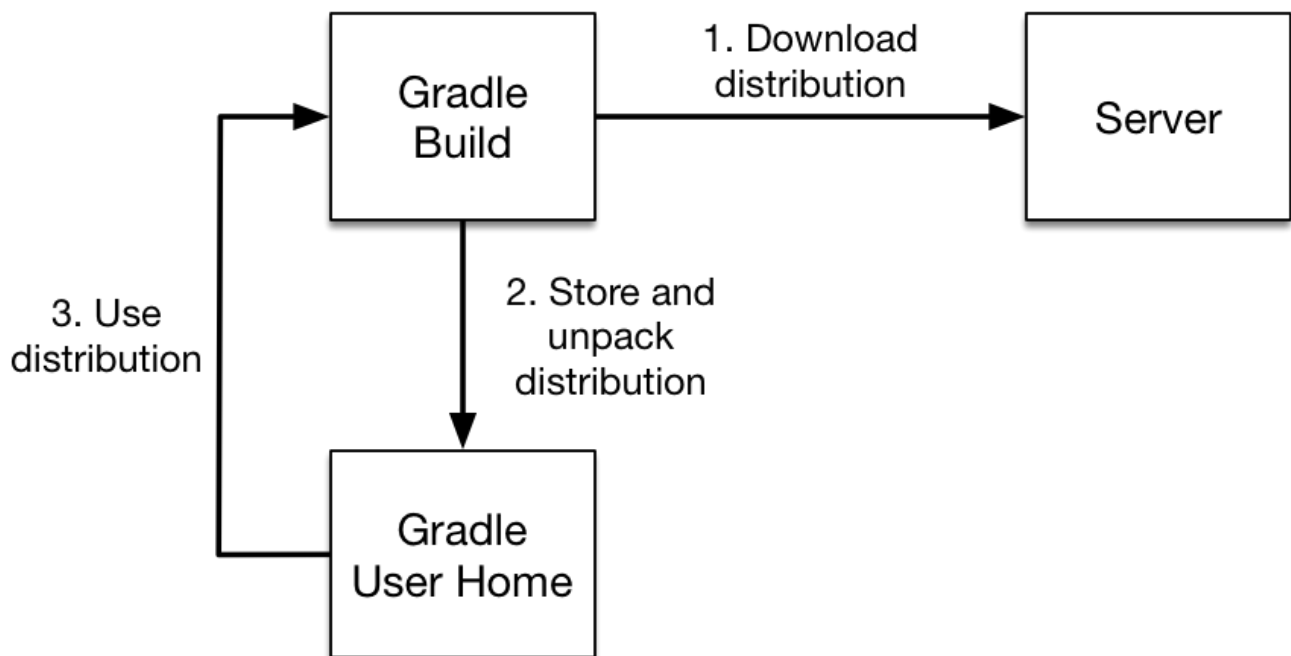 Gradle
Build
1. Download
distribution
Server
3. Use
distribution
2. Store and
unpack
distribution
Gradle
User Home